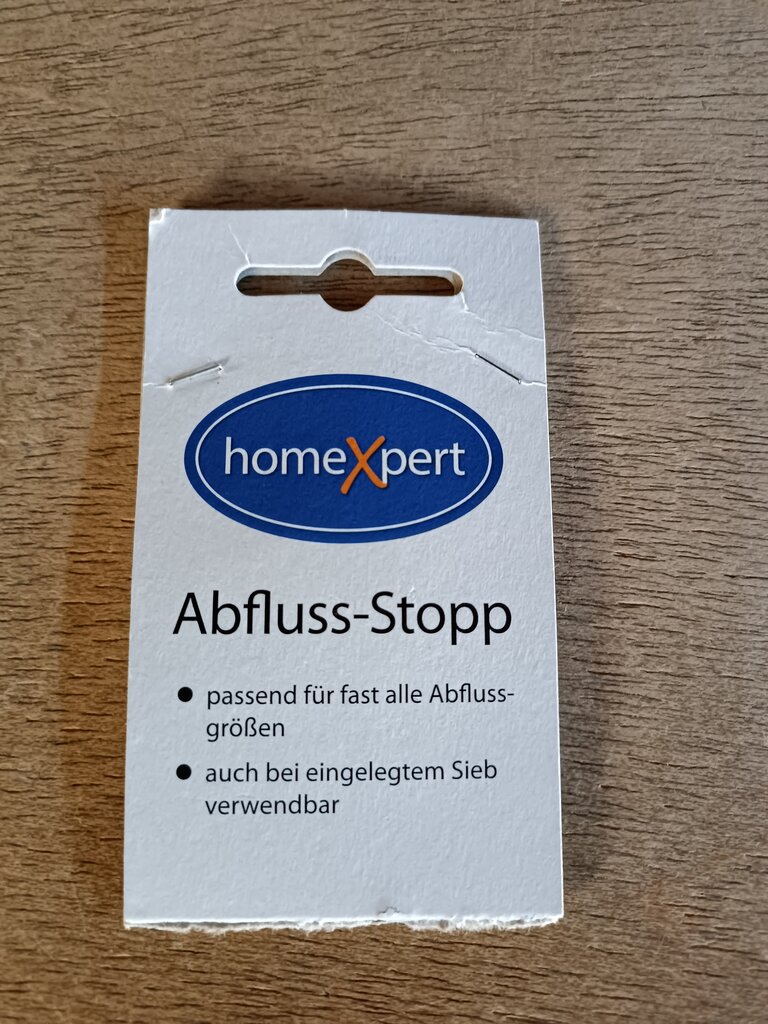 homeXpert
Abfluss-Stopp
● passend für fast alle Abfluss-
größen
● auch bei eingelegtem Sieb
verwendbar